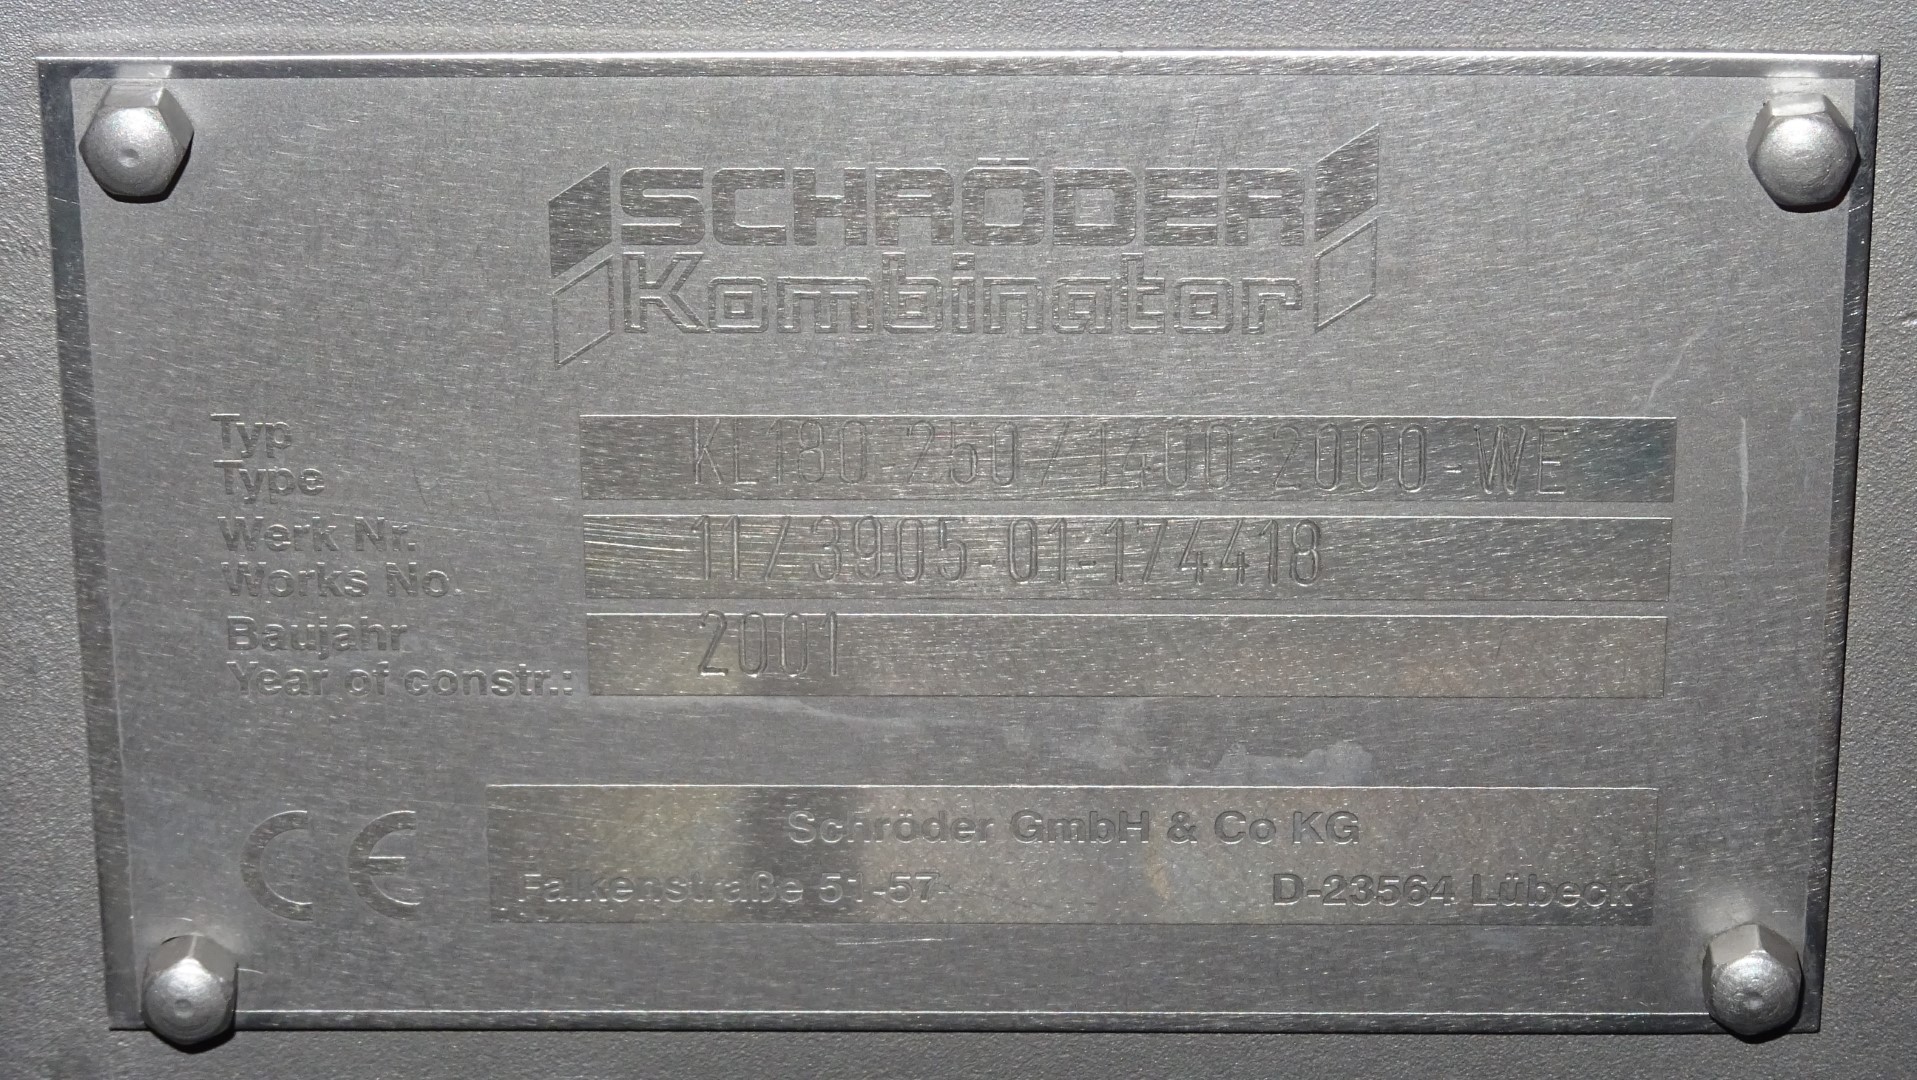 SCHRÖDER
Kombinator
Typ
Type
KL180-250/1400-2000-WE
Werk Nr.
Works No.
11/3905-01-174418
Baujahr
Year of constr.:
2001
CE
Schröder GmbH & Co KG
Falkenstraße 51-57 D-23564 Lübeck